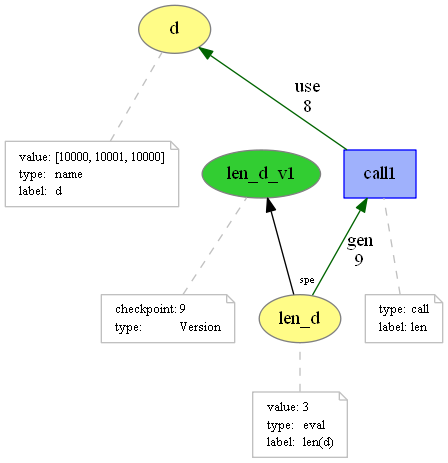 d
use
8
value: [10000, 10001, 10000]
type: name
label: d
len_d_v1
call1
gen
9
spe
checkpoint: 9
type: Version
len_d
type: call
label: len
value: 3
type: eval
label: len(d)